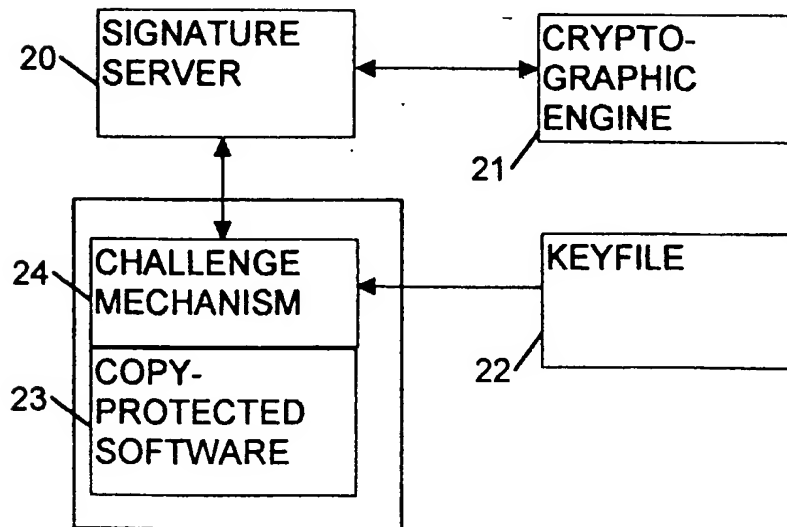 20
SIGNATURE
SERVER
CRYPTO-
GRAPHIC
ENGINE
21
24
CHALLENGE
MECHANISM
KEYFILE
22
23
COPY-
PROTECTED
SOFTWARE